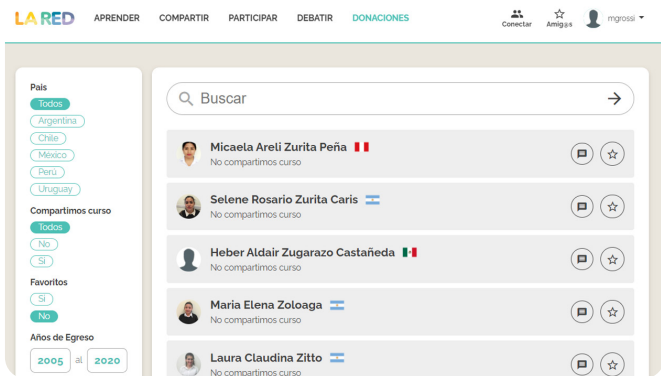 LA RED APRENDER COMPARTIR PARTICIPAR DEBATIR DONACIONES Conectar Amig@s mgrossi
País
Todos
Argentina
Chile
México
Perú
Uruguay
Compartimos curso
Todos
No
Sí
Favoritos
Sí
No
Años de Egreso
2005 al 2020
Buscar
Micaela Areli Zurita Peña
No compartimos curso
Selene Rosario Zurita Caris
No compartimos curso
Heber Aldair Zugarazo Castañeda
No compartimos curso
Maria Elena Zoloaga
No compartimos curso
Laura Claudina Zitto
No compartimos curso